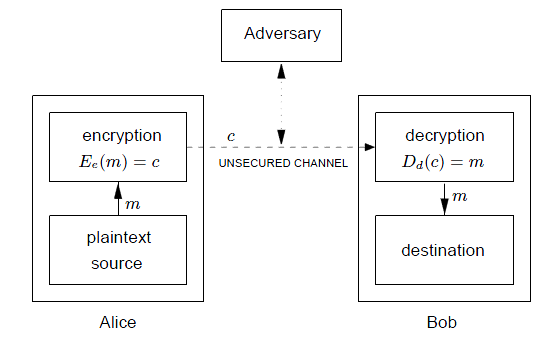 Adversary
encryption
E_e(m) = c
c
UNSECURED CHANNEL
decryption
D_d(c) = m
m
m
plaintext
source
destination
Alice
Bob